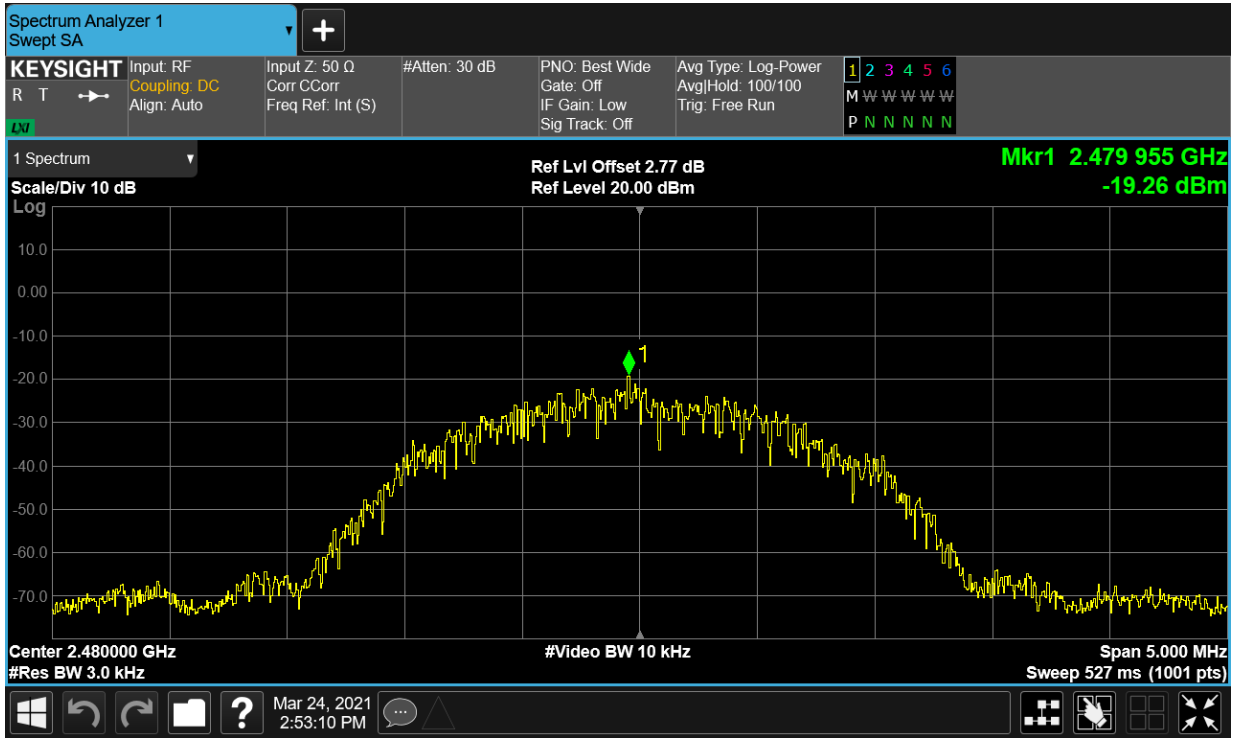 Spectrum Analyzer 1
Swept SA
+
KEYSIGHT
R T
LXI
Input: RF
Coupling: DC
Align: Auto
Input Z: 50 Ω
Corr CCorr
Freq Ref: Int (S)
#Atten: 30 dB
PNO: Best Wide
Gate: Off
IF Gain: Low
Sig Track: Off
Avg Type: Log-Power
Avg|Hold: 100/100
Trig: Free Run
1 2 3 4 5 6
M W W W W W
P N N N N N
1 Spectrum
Scale/Div 10 dB
Log
Ref Lvl Offset 2.77 dB
Ref Level 20.00 dBm
Mkr1 2.479 955 GHz
-19.26 dBm
10.0
0.00
-10.0
-20.0
-30.0
-40.0
-50.0
-60.0
-70.0
1
Center 2.480000 GHz
#Res BW 3.0 kHz
#Video BW 10 kHz
Span 5.000 MHz
Sweep 527 ms (1001 pts)
?
Mar 24, 2021
2:53:10 PM